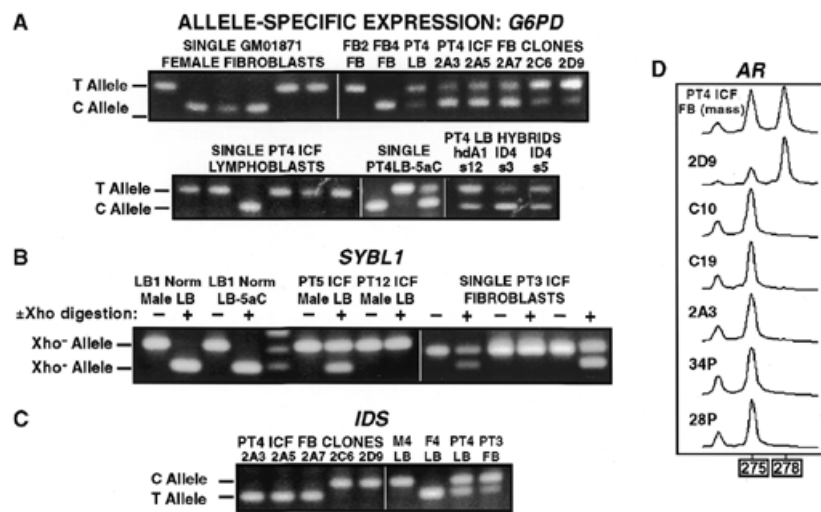 A
ALLELE-SPECIFIC EXPRESSION: G6PD
SINGLE GM01871
FEMALE FIBROBLASTS
FB2 FB4 PT4 PT4 ICF FB CLONES
FB FB LB 2A3 2A5 2A7 2C6 2D9
T Allele
C Allele
SINGLE PT4 ICF
LYMPHOBLASTS
SINGLE
PT4LB-5aC
PT4 LB HYBRIDS
hdA1 ID4 ID4
s12 s3 s5
T Allele
C Allele
B
SYBL1
LB1 Norm LB1 Norm PT5 ICF PT12 ICF SINGLE PT3 ICF
Male LB LB-5aC Male LB Male LB FIBROBLASTS
±Xho digestion: − + − + − + − + − + − + − +
Xho⁻ Allele
Xho⁺ Allele
C
IDS
PT4 ICF FB CLONES M4 F4 PT4 PT3
2A3 2A5 2A7 2C6 2D9 LB LB LB FB
C Allele
T Allele
D
AR
PT4 ICF
FB (mass)
2D9
C10
C19
2A3
34P
28P
275 278